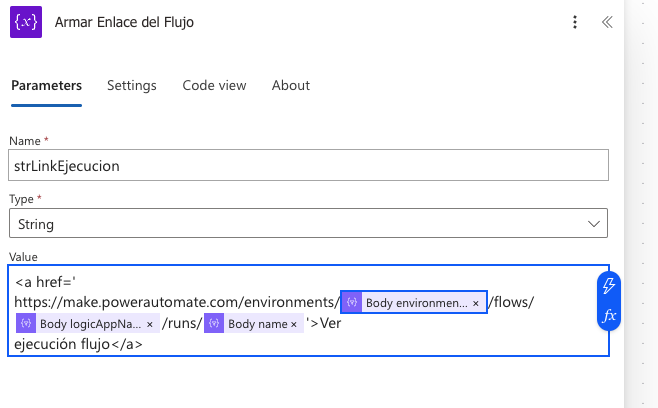 {x} Armar Enlace del Flujo
Parameters Settings Code view About
Name *
strLinkEjecucion
Type *
String
Value
<a href='
https://make.powerautomate.com/environments/ {v} Body environmen... × /flows/
{v} Body logicAppNa... × /runs/ {v} Body name × '>Ver
ejecución flujo</a>
fx